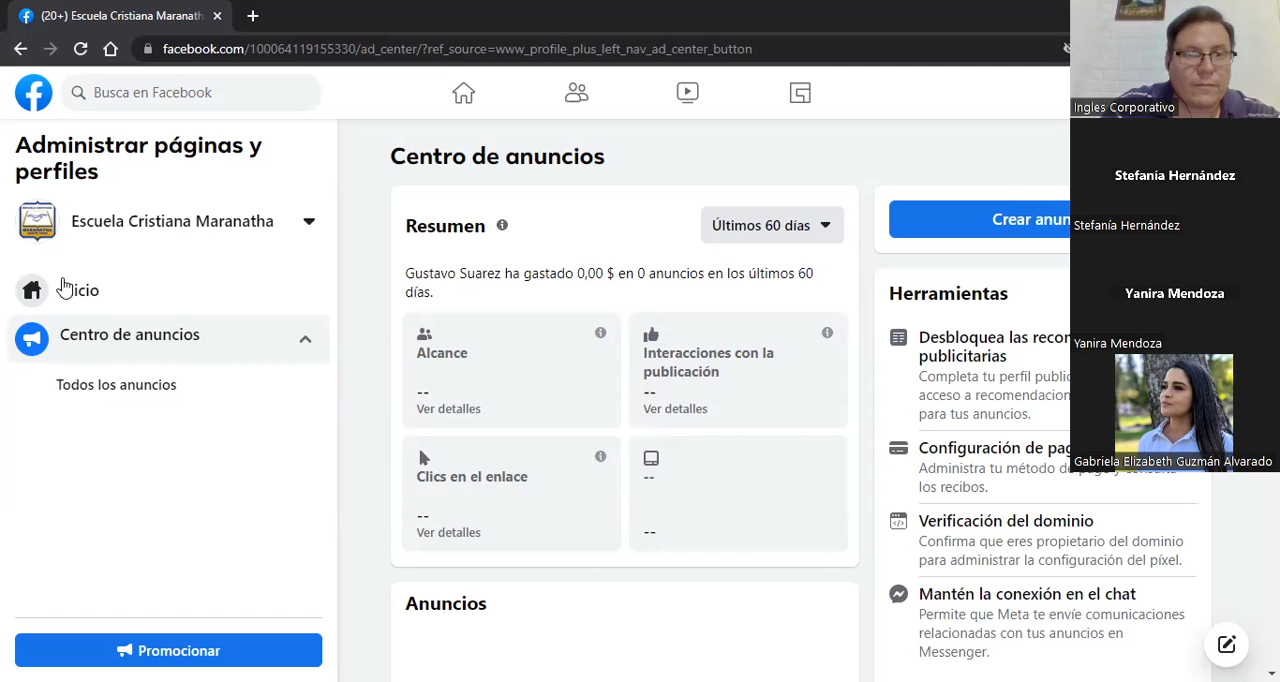 (20+) Escuela Cristiana Maranath
facebook.com/100064119155330/ad_center/?ref_source=www_profile_plus_left_nav_ad_center_button
Busca en Facebook
Administrar páginas y
perfiles
Escuela Cristiana Maranatha
icio
Centro de anuncios
Todos los anuncios
Promocionar
Centro de anuncios
Resumen
Últimos 60 días
Gustavo Suarez ha gastado 0,00 $ en 0 anuncios en los últimos 60
días.
Alcance
--
Ver detalles
Interacciones con la
publicación
--
Ver detalles
Clics en el enlace
--
Ver detalles
--
--
Anuncios
Crear anun
Herramientas
Desbloquea las recor
publicitarias
Completa tu perfil publi
acceso a recomendacion
para tus anuncios.
Configuración de pag
Administra tu método de pago y consulta
los recibos.
Verificación del dominio
Confirma que eres propietario del dominio
para administrar la configuración del píxel.
Mantén la conexión en el chat
Permite que Meta te envíe comunicaciones
relacionadas con tus anuncios en
Messenger.
Ingles Corporativo
Stefanía Hernández
Stefanía Hernández
Yanira Mendoza
Yanira Mendoza
Gabriela Elizabeth Guzmán Alvarado